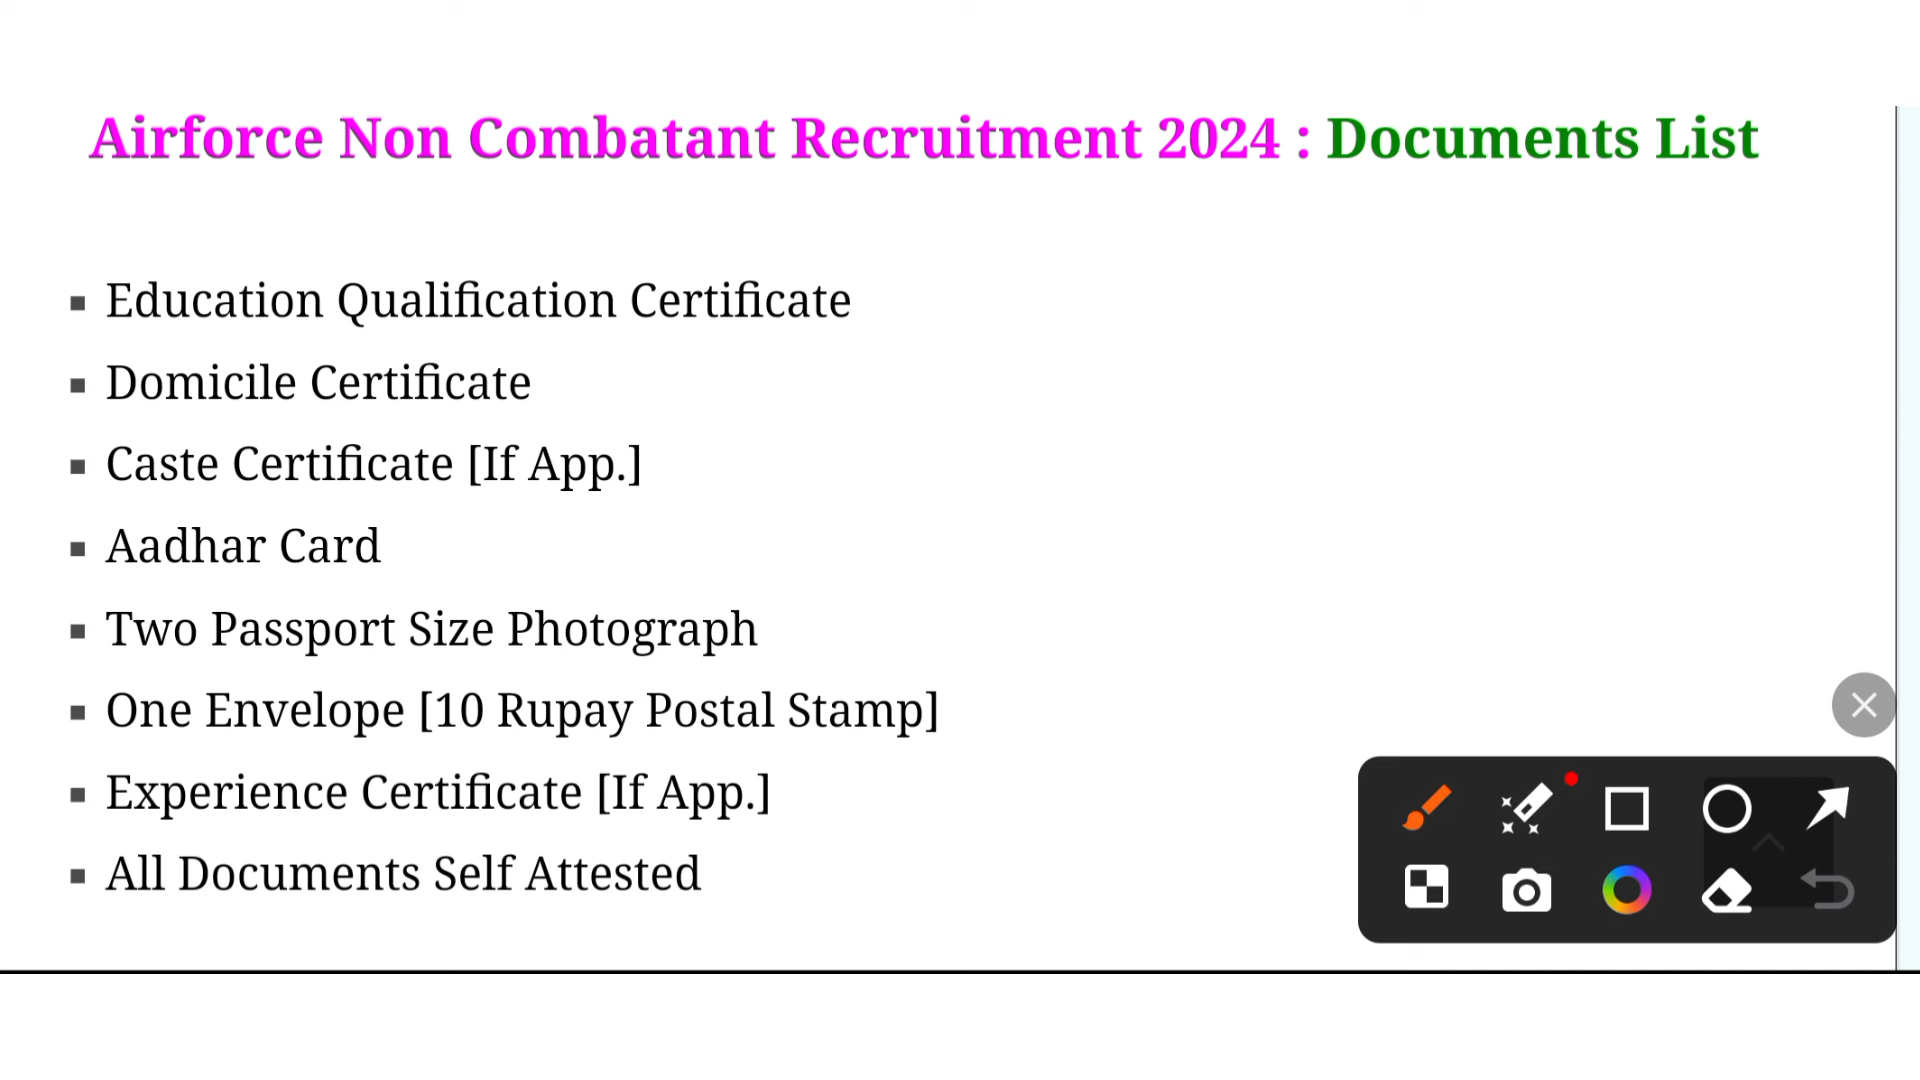 Airforce Non Combatant Recruitment 2024 : Documents List
Education Qualification Certificate
Domicile Certificate
Caste Certificate [If App.]
Aadhar Card
Two Passport Size Photograph
One Envelope [10 Rupay Postal Stamp]
Experience Certificate [If App.]
All Documents Self Attested